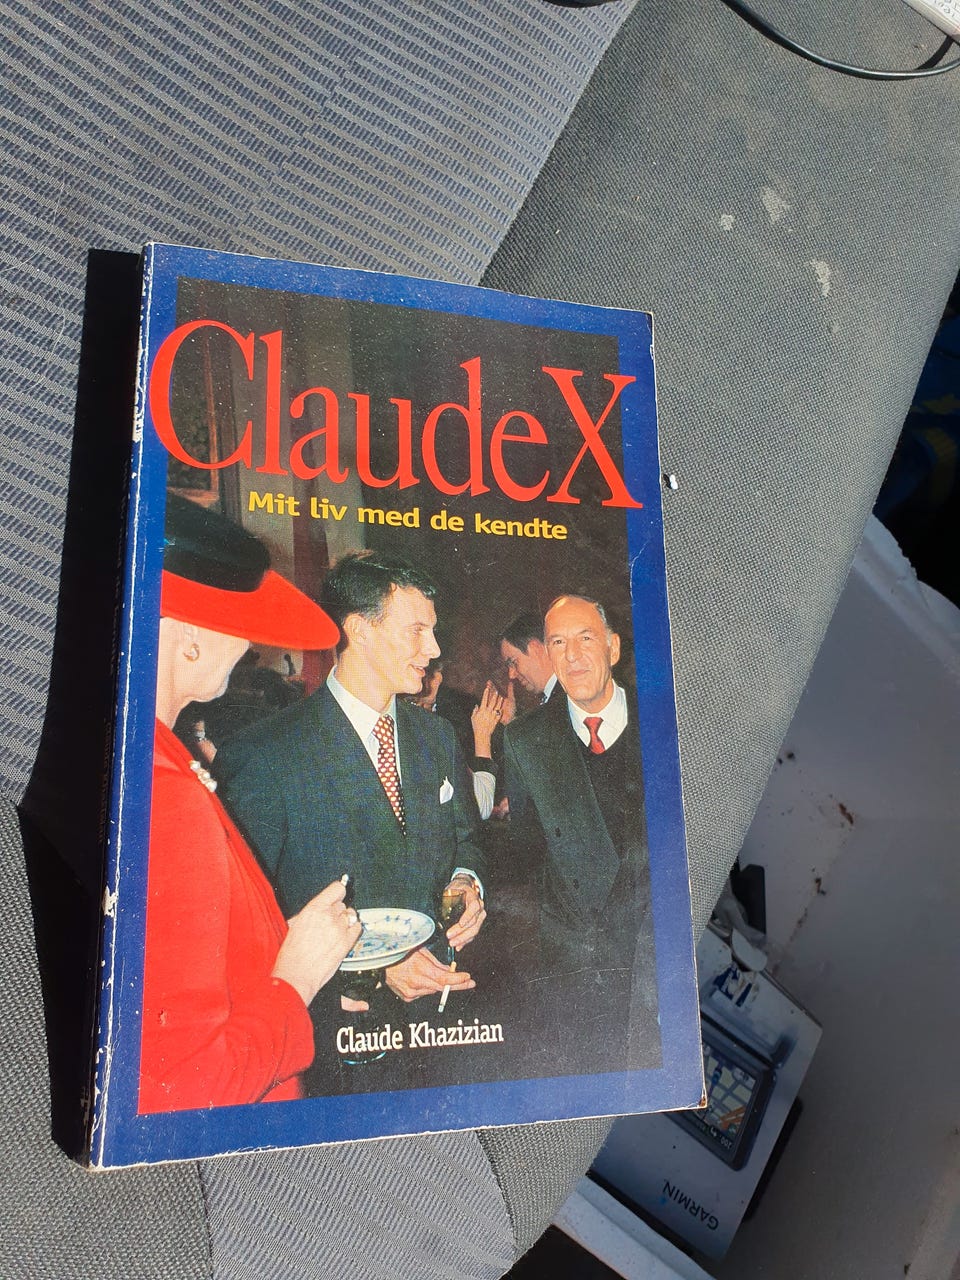 ClaudeX
Mit liv med de kendte
Claude Khazizian
GARMIN